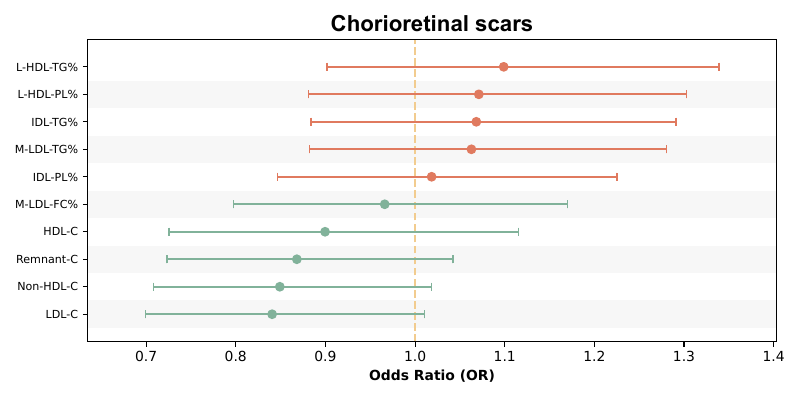 Chorioretinal scars
L-HDL-TG%
L-HDL-PL%
IDL-TG%
M-LDL-TG%
IDL-PL%
M-LDL-FC%
HDL-C
Remnant-C
Non-HDL-C
LDL-C
0.7 0.8 0.9 1.0 1.1 1.2 1.3 1.4
Odds Ratio (OR)